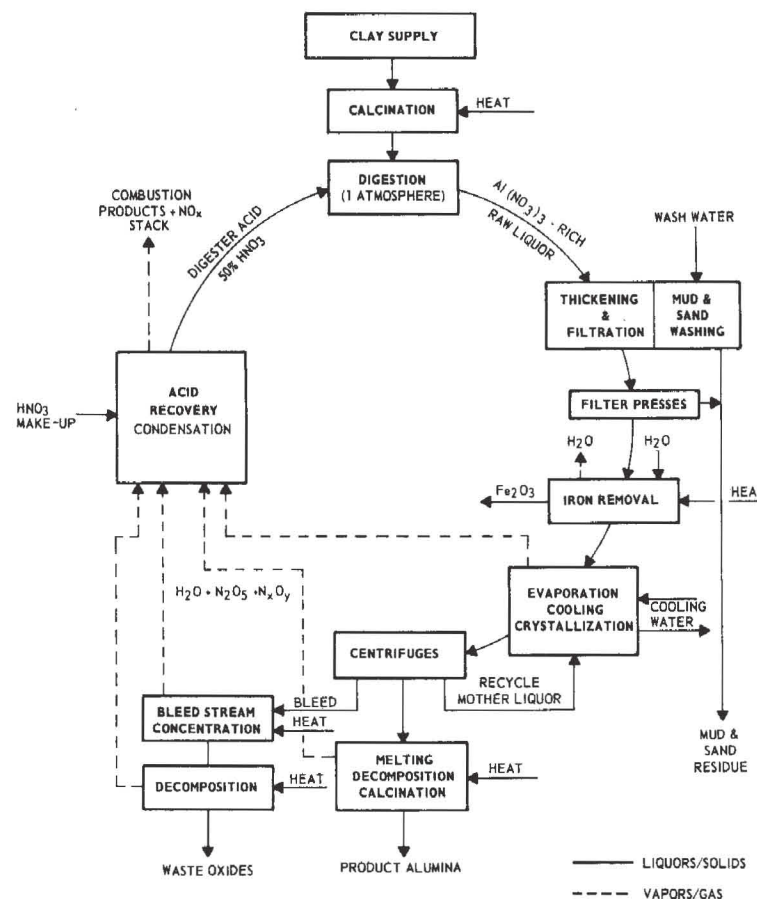 CLAY SUPPLY
CALCINATION
HEAT
DIGESTION
(1 ATMOSPHERE)
COMBUSTION
PRODUCTS + NOx
STACK
DIGESTER ACID
50% HNO3
Al (NO3)3 - RICH
RAW LIQUOR
WASH WATER
THICKENING
&
FILTRATION
MUD &
SAND
WASHING
ACID
RECOVERY
CONDENSATION
HNO3
MAKE-UP
FILTER PRESSES
H2O
H2O
Fe2O3
IRON REMOVAL
HEA
H2O + N2O5 +NxOy
EVAPORATION
COOLING
CRYSTALLIZATION
COOLING
WATER
CENTRIFUGES
RECYCLE
MOTHER LIQUOR
BLEED
BLEED STREAM
CONCENTRATION
HEAT
MUD &
SAND
RESIDUE
DECOMPOSITION
HEAT
MELTING
DECOMPOSITION
CALCINATION
HEAT
WASTE OXIDES
PRODUCT ALUMINA
LIQUORS/SOLIDS
VAPORS/GAS